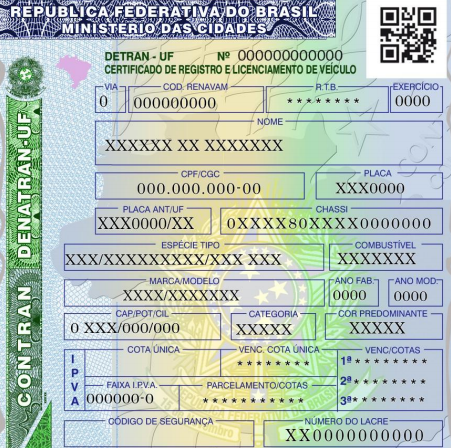 REPÚBLICA FEDERATIVA DO BRASIL
MINISTÉRIO DAS CIDADES
DETRAN - UF Nº 000000000000
CERTIFICADO DE REGISTRO E LICENCIAMENTO DE VEÍCULO
VIA COD. RENAVAM R.T.B. EXERCÍCIO
0 000000000 * * * * * * * * 0000
NOME
XXXXXX XX XXXXXXX
CPF/CGC PLACA
000.000.000-00 XXX0000
PLACA ANT/UF CHASSI
XXX0000/XX 0XXXX80XXXX0000000
ESPÉCIE TIPO COMBUSTÍVEL
XXX/XXXXXXXXX/XXX XXX XXXXXXX
MARCA/MODELO ANO FAB. ANO MOD.
XXXX/XXXXXXX 0000 0000
CAP/POT/CIL CATEGORIA COR PREDOMINANTE
0 XXX/000/000 XXXXX XXXXX
IPVA
COTA ÚNICA VENC. COTA ÚNICA VENC/COTAS
* * * * * * * * 1ª * * * * * * * *
FAIXA I.P.V.A. PARCELAMENTO/COTAS 2ª * * * * * * * *
000000-0 * * * * * * * * * * * 3ª * * * * * * * *
CÓDIGO DE SEGURANÇA NUMERO DO LACRE
XX0000000000
CONTRAN DENATRAN-UF